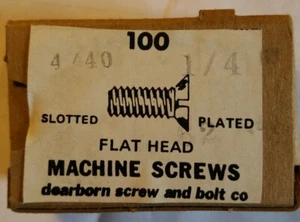 100
4/40 1/4
SLOTTED PLATED
FLAT HEAD
MACHINE SCREWS
dearborn screw and bolt co